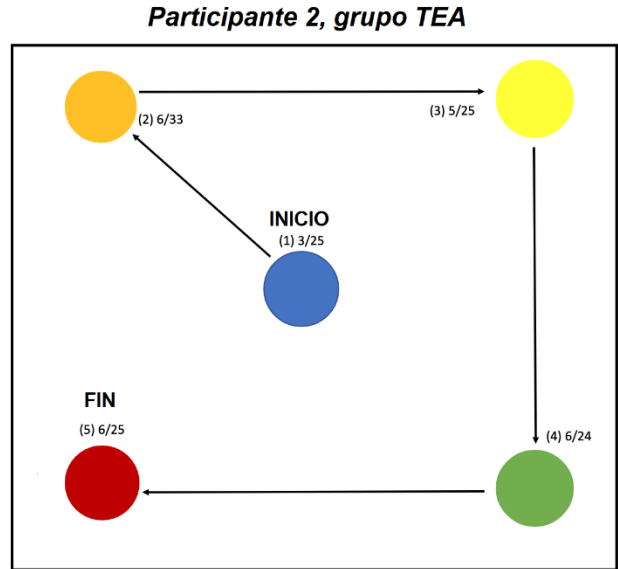 Participante 2, grupo TEA
(2) 6/33
(3) 5/25
INICIO
(1) 3/25
FIN
(5) 6/25
(4) 6/24